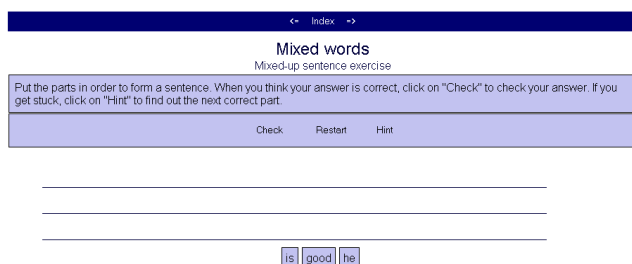 <= Index =>
Mixed words
Mixed-up sentence exercise
Put the parts in order to form a sentence. When you think your answer is correct, click on "Check" to check your answer. If you
get stuck, click on "Hint" to find out the next correct part.
Check Restart Hint
is good he